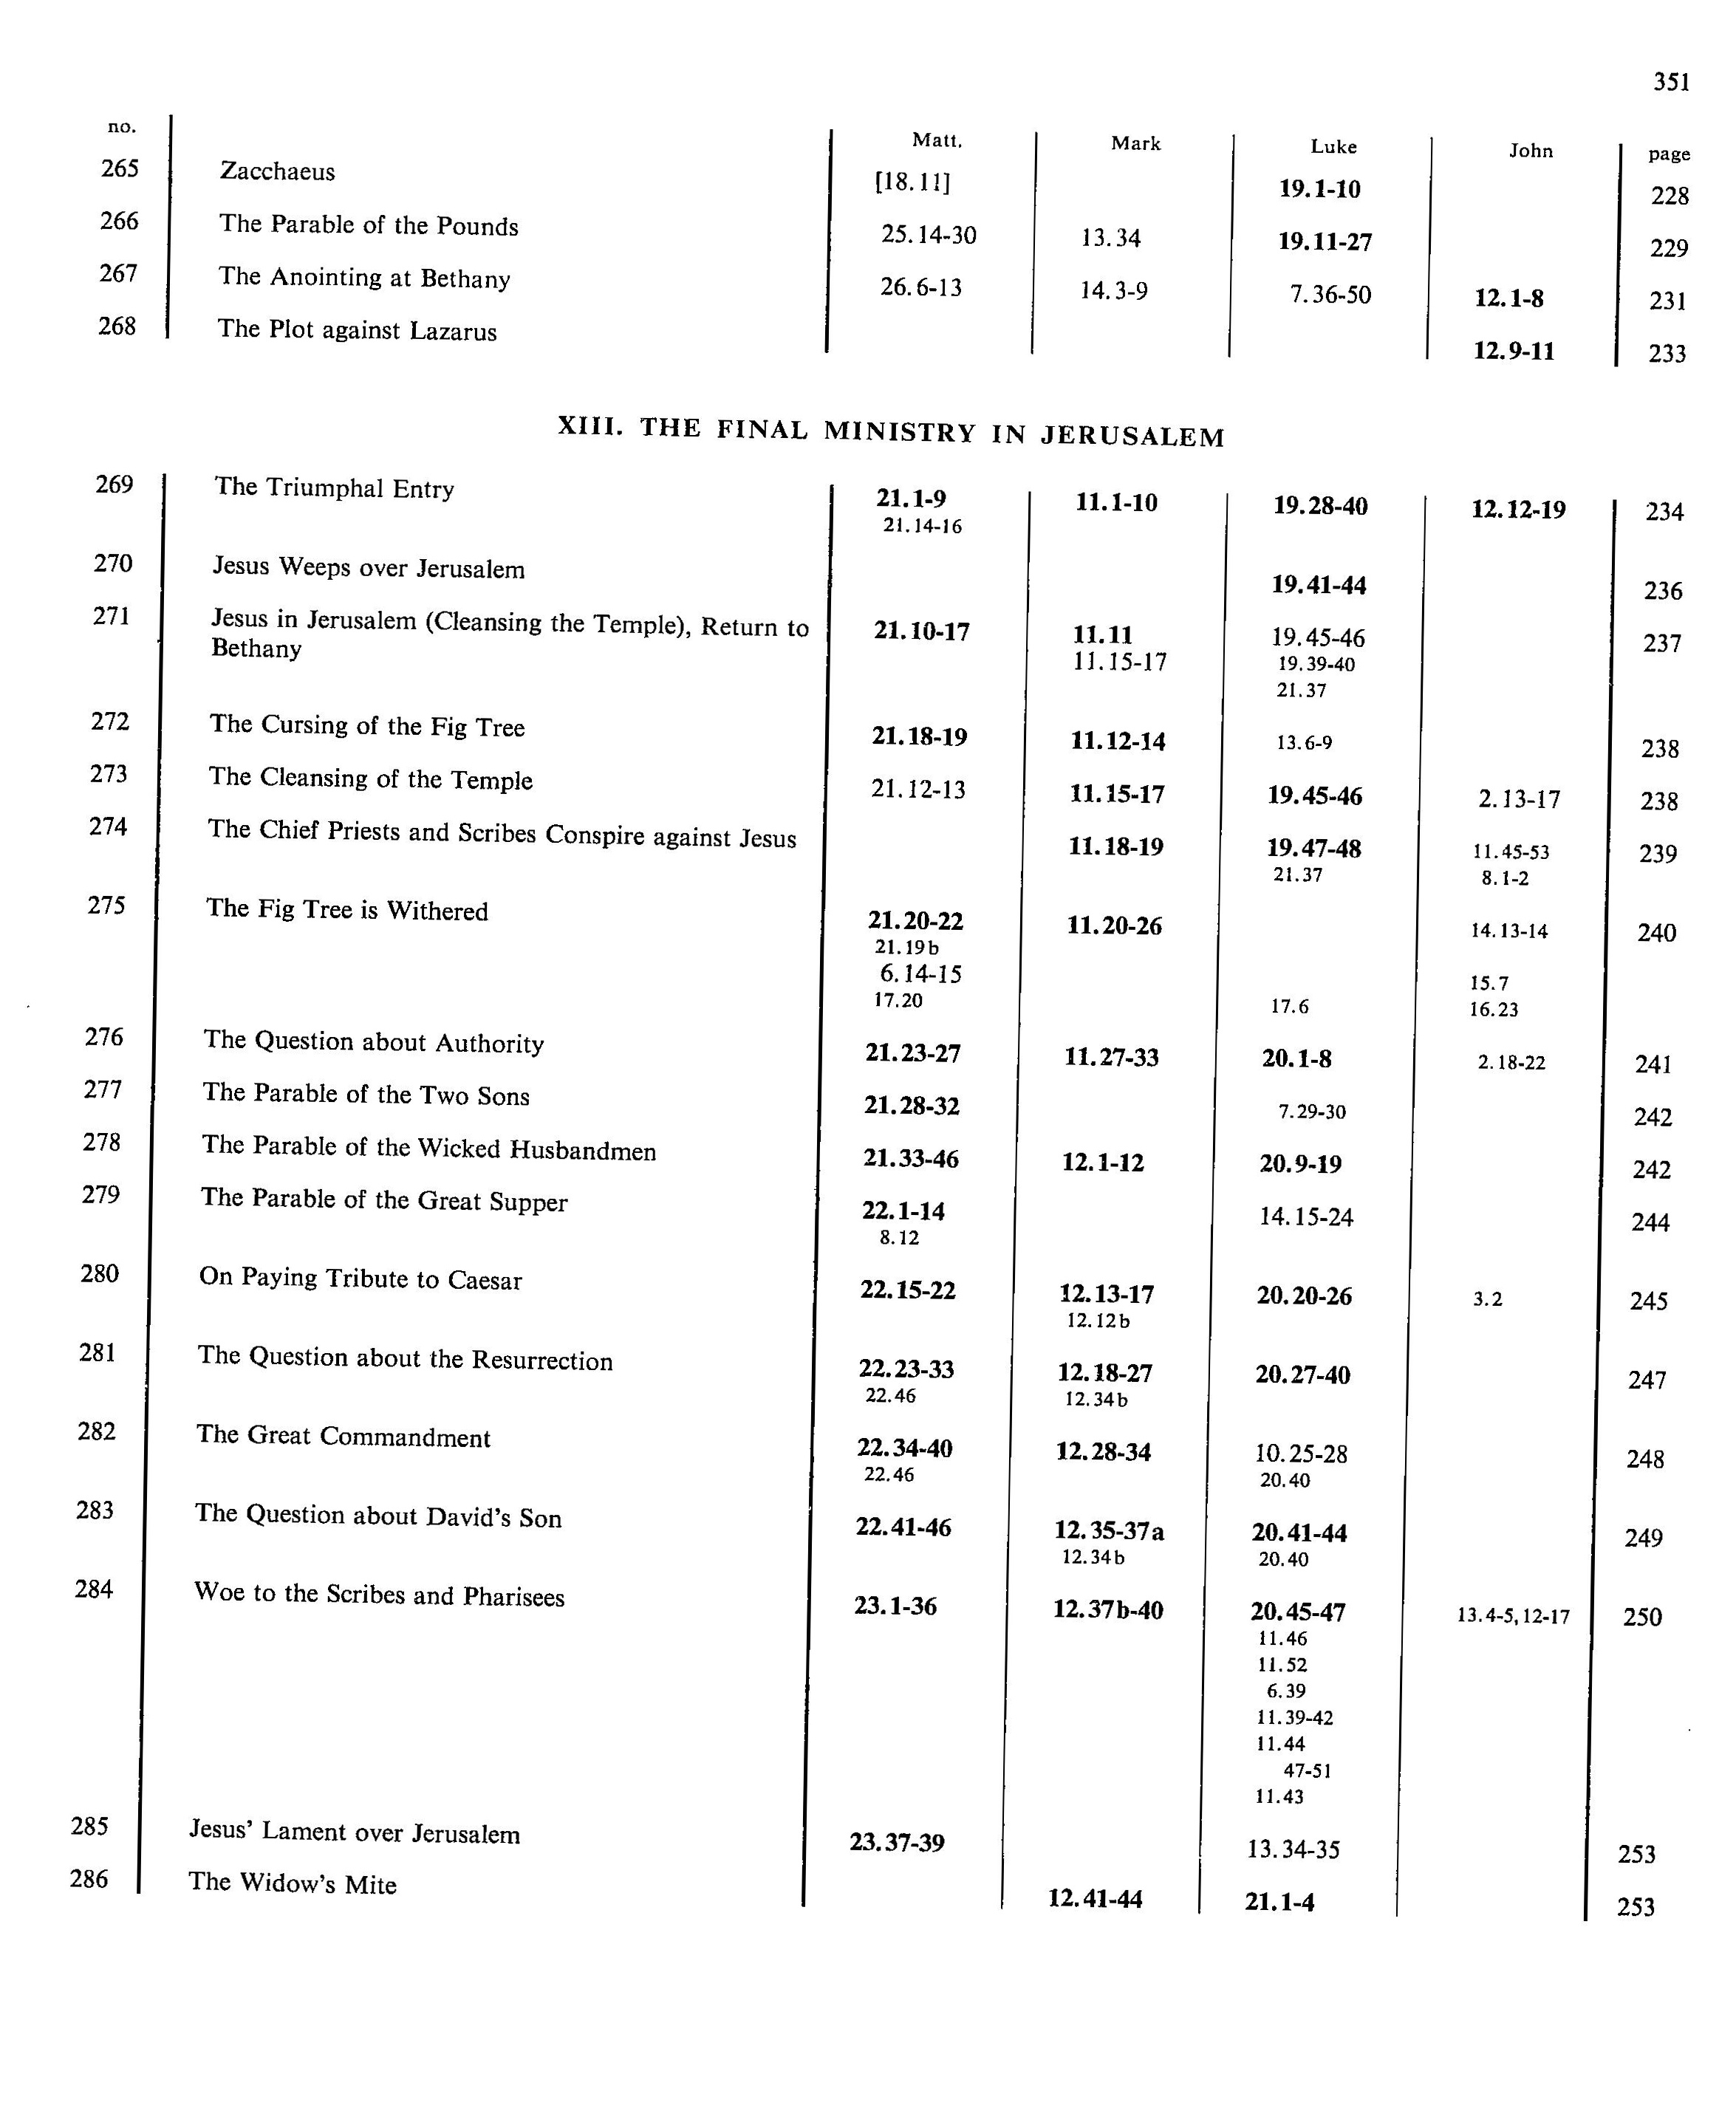 351
no. Matt. Mark Luke John page
265 Zacchaeus [18.11] 19.1-10 228
266 The Parable of the Pounds 25.14-30 13.34 19.11-27 229
267 The Anointing at Bethany 26.6-13 14.3-9 7.36-50 12.1-8 231
268 The Plot against Lazarus 12.9-11 233
XIII. THE FINAL MINISTRY IN JERUSALEM
269 The Triumphal Entry 21.1-9 11.1-10 19.28-40 12.12-19 234
21.14-16
270 Jesus Weeps over Jerusalem 19.41-44 236
271 Jesus in Jerusalem (Cleansing the Temple), Return to 21.10-17 11.11 19.45-46 237
Bethany 11.15-17 19.39-40
21.37
272 The Cursing of the Fig Tree 21.18-19 11.12-14 13.6-9 238
273 The Cleansing of the Temple 21.12-13 11.15-17 19.45-46 2.13-17 238
274 The Chief Priests and Scribes Conspire against Jesus 11.18-19 19.47-48 11.45-53 239
21.37 8.1-2
275 The Fig Tree is Withered 21.20-22 11.20-26 14.13-14 240
21.19b
6.14-15 15.7
17.20 17.6 16.23
276 The Question about Authority 21.23-27 11.27-33 20.1-8 2.18-22 241
277 The Parable of the Two Sons 21.28-32 7.29-30 242
278 The Parable of the Wicked Husbandmen 21.33-46 12.1-12 20.9-19 242
279 The Parable of the Great Supper 22.1-14 14.15-24 244
8.12
280 On Paying Tribute to Caesar 22.15-22 12.13-17 20.20-26 3.2 245
12.12b
281 The Question about the Resurrection 22.23-33 12.18-27 20.27-40 247
22.46 12.34b
282 The Great Commandment 22.34-40 12.28-34 10.25-28 248
22.46 20.40
283 The Question about David's Son 22.41-46 12.35-37a 20.41-44 249
12.34b 20.40
284 Woe to the Scribes and Pharisees 23.1-36 12.37b-40 20.45-47 13.4-5,12-17 250
11.46
11.52
6.39
11.39-42
11.44
47-51
11.43
285 Jesus' Lament over Jerusalem 23.37-39 13.34-35 253
286 The Widow's Mite 12.41-44 21.1-4 253